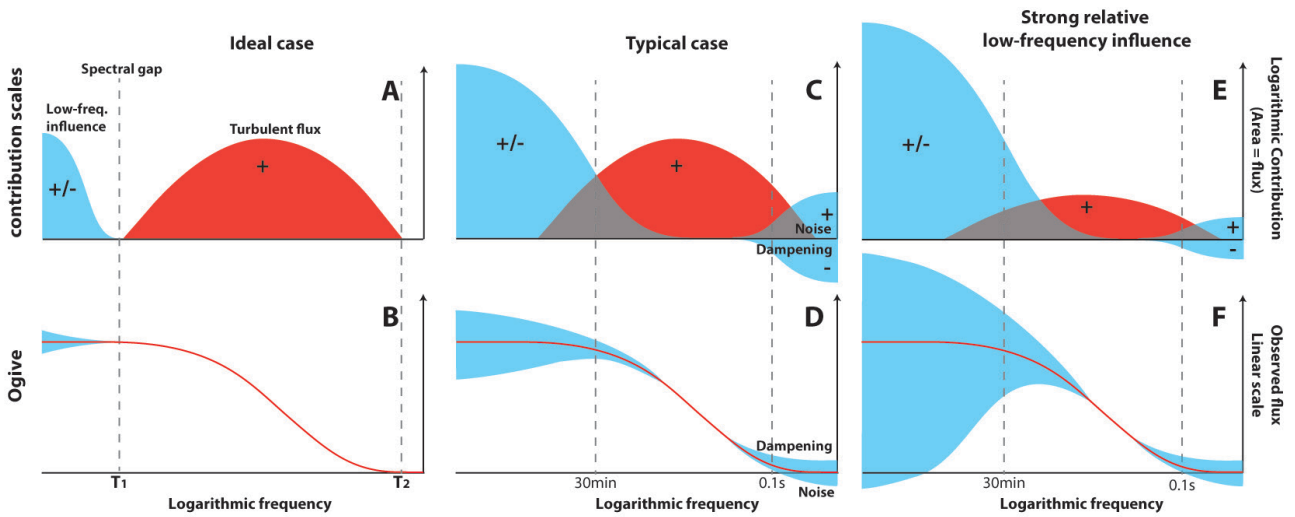 Ideal case
Typical case
Strong relative
low-frequency influence
contribution scales
Spectral gap
A
Low-freq.
influence
Turbulent flux
+/-
+
C
+/-
+
+
Noise
Dampening
-
E
+/-
+
+
-
Logarithmic Contribution
(Area = flux)
Ogive
B
T1
T2
Logarithmic frequency
D
Dampening
Noise
30min
0.1s
Logarithmic frequency
F
30min
0.1s
Logarithmic frequency
Observed flux
Linear scale